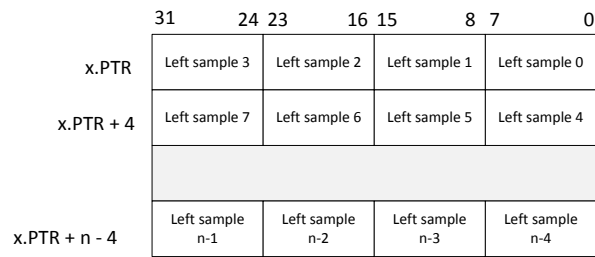 31 24 23 16 15 8 7 0
x.PTR Left sample 3 Left sample 2 Left sample 1 Left sample 0
x.PTR + 4 Left sample 7 Left sample 6 Left sample 5 Left sample 4
Left sample Left sample Left sample Left sample
x.PTR + n - 4 n-1 n-2 n-3 n-4